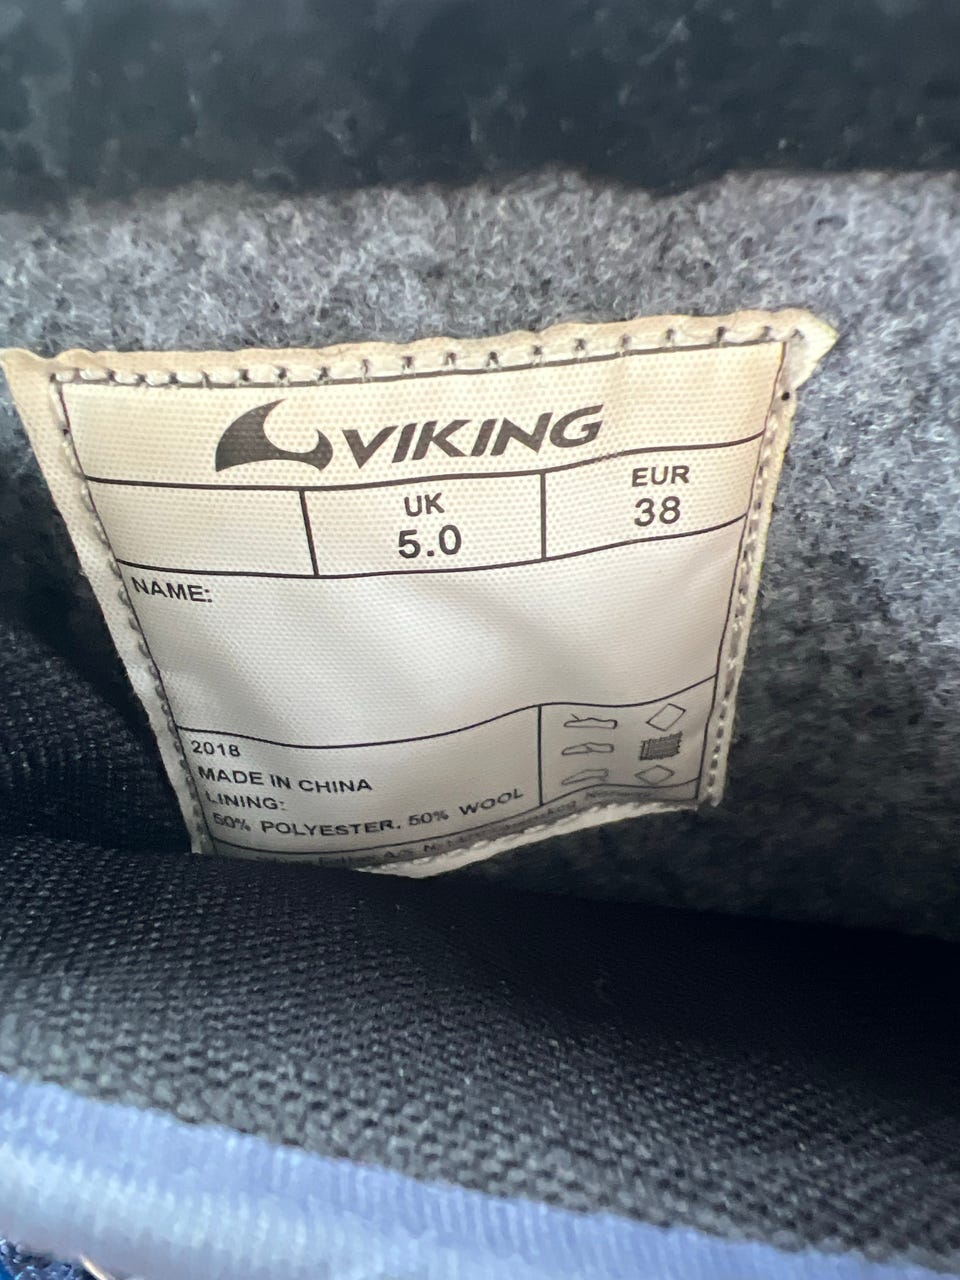 VIKING
UK
5.0
EUR
38
NAME:
2018
MADE IN CHINA
LINING:
50% POLYESTER, 50% WOOL
A/S